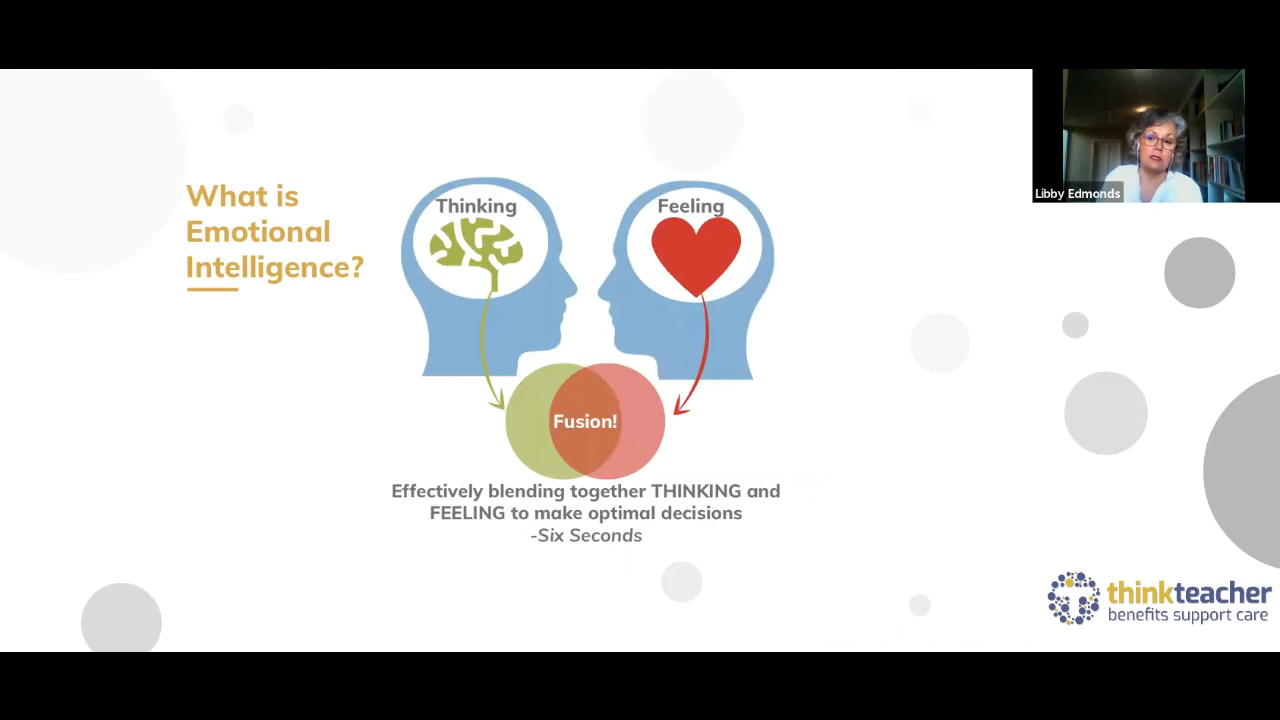 Libby Edmonds
What is
Emotional
Intelligence?
Thinking
Feeling
Fusion!
Effectively blending together THINKING and
FEELING to make optimal decisions
-Six Seconds
thinkteacher
benefits support care